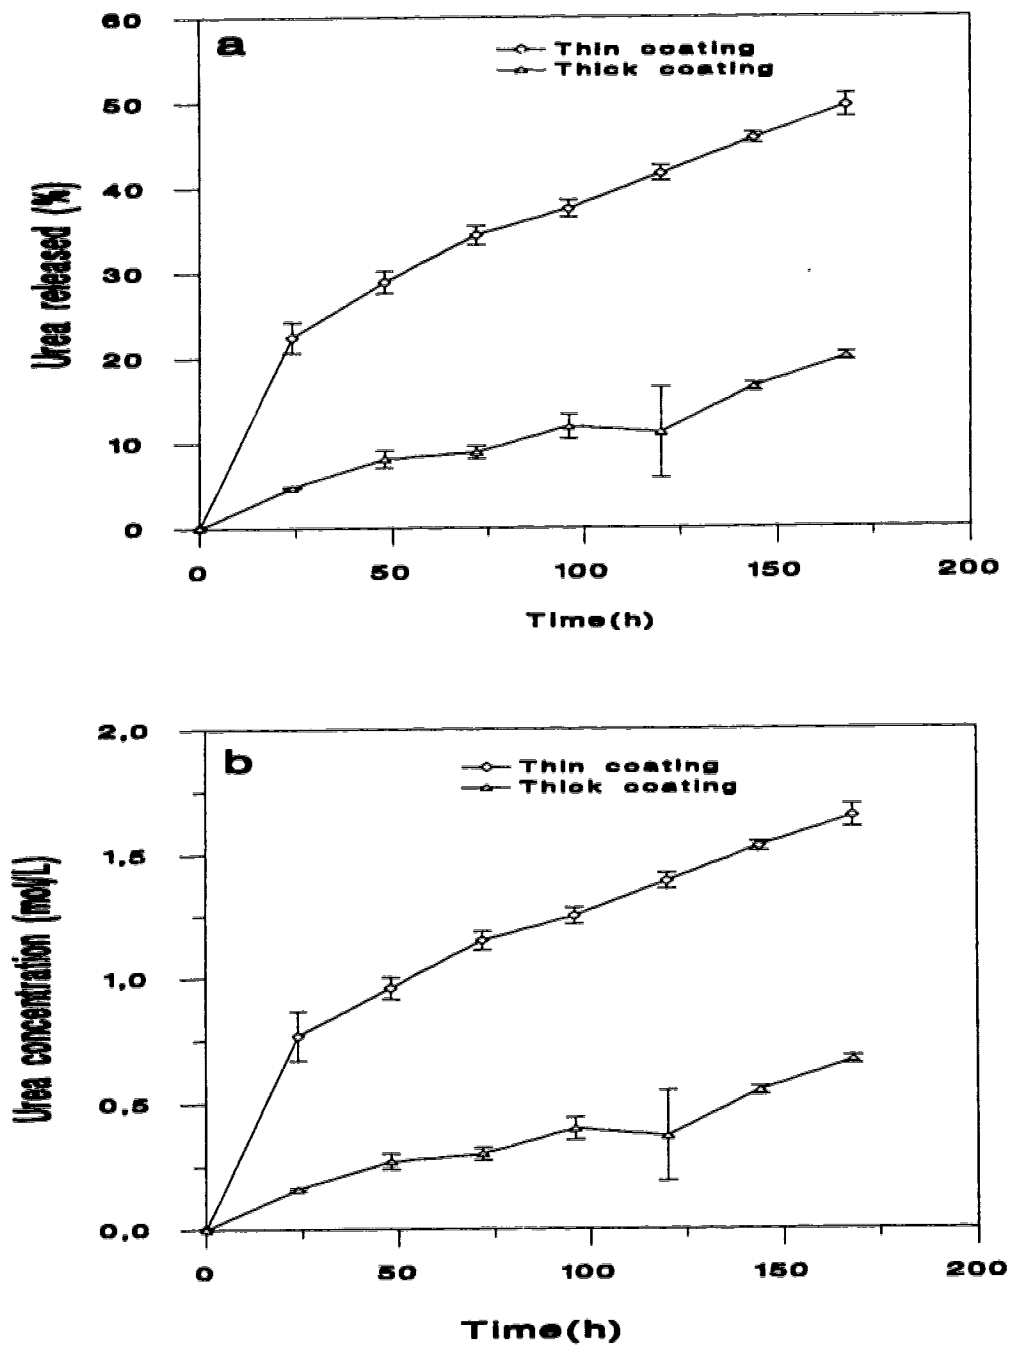 60
a
Thin coating
Thick coating
50
40
30
20
10
0
Urea released (%)
0 50 100 150 200
Time(h)
2,0
b
Thin coating
Thick coating
1,5
1,0
0,5
0,0
Urea concentration (mol/L)
0 50 100 150 200
Time(h)